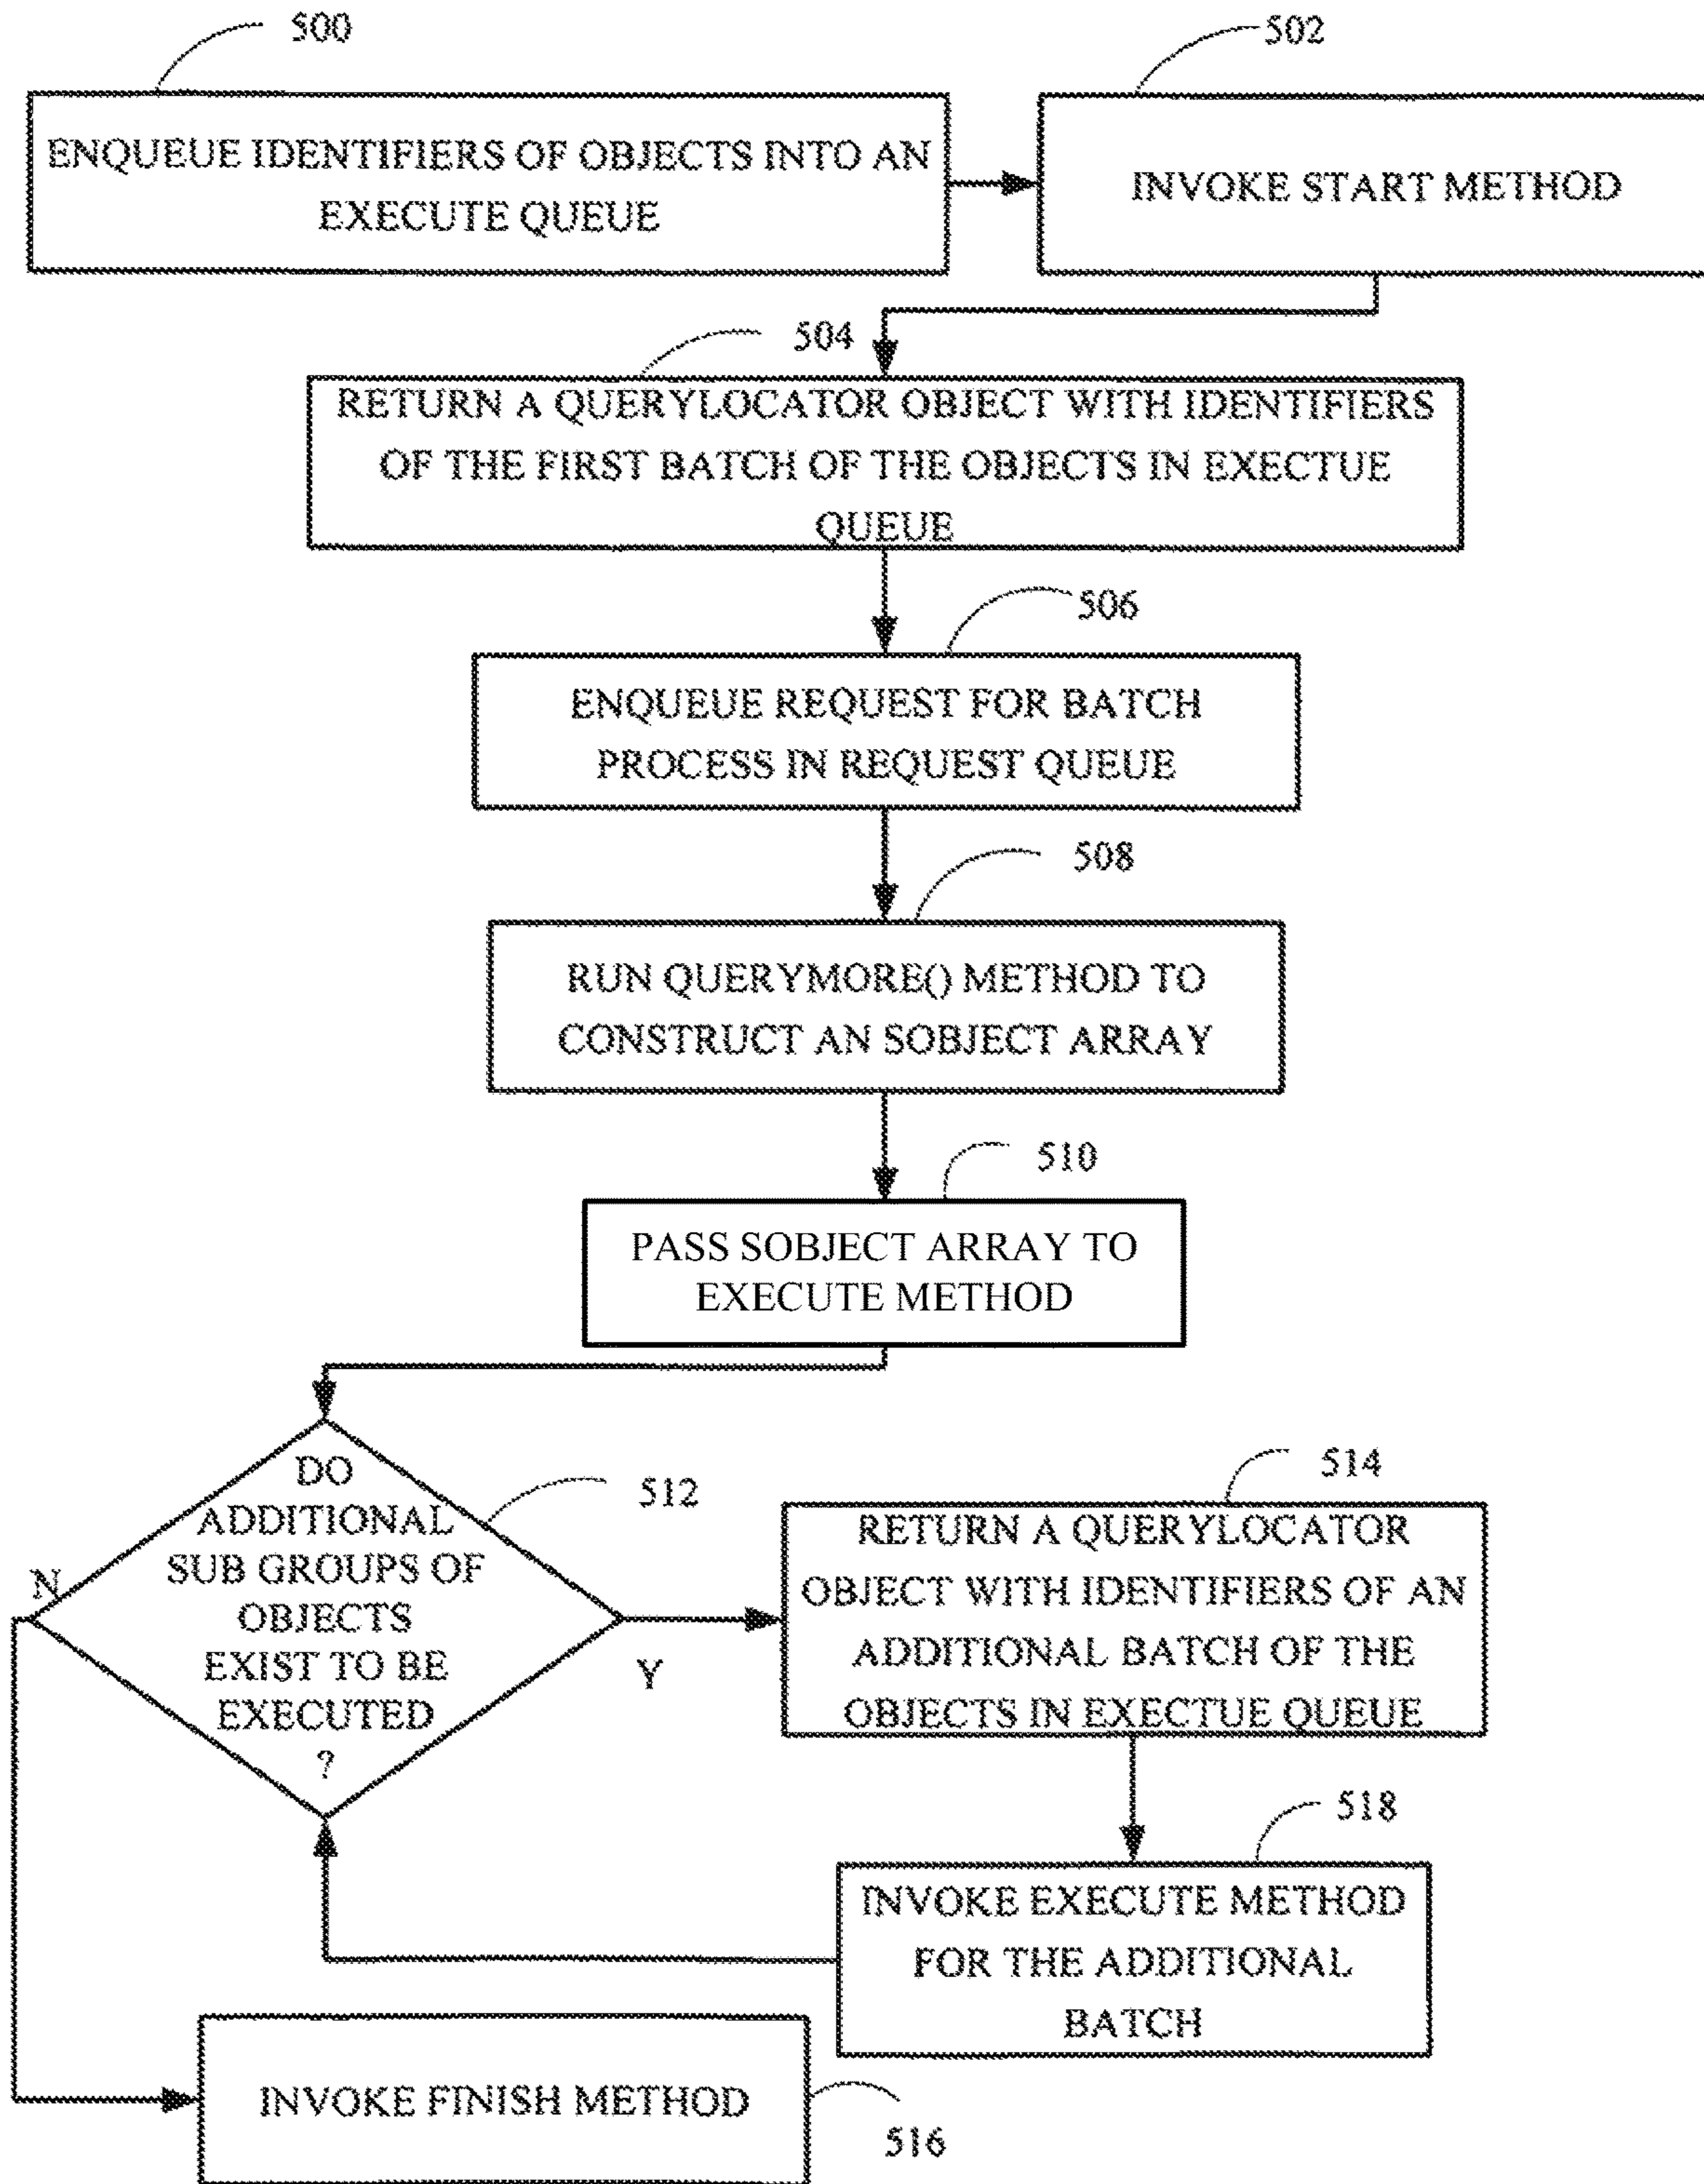 500
502
ENQUEUE IDENTIFIERS OF OBJECTS INTO AN
EXECUTE QUEUE
INVOKE START METHOD
504
RETURN A QUERYLOCATOR OBJECT WITH IDENTIFIERS
OF THE FIRST BATCH OF THE OBJECTS IN EXECTUE
QUEUE
506
ENQUEUE REQUEST FOR BATCH
PROCESS IN REQUEST QUEUE
508
RUN QUERYMORE() METHOD TO
CONSTRUCT AN SOBJECT ARRAY
510
PASS SOBJECT ARRAY TO
EXECUTE METHOD
512
DO
ADDITIONAL
SUB GROUPS OF
OBJECTS
EXIST TO BE
EXECUTED
?
N
Y
514
RETURN A QUERYLOCATOR
OBJECT WITH IDENTIFIERS OF AN
ADDITIONAL BATCH OF THE
OBJECTS IN EXECTUE QUEUE
518
INVOKE EXECUTE METHOD
FOR THE ADDITIONAL
BATCH
INVOKE FINISH METHOD
516